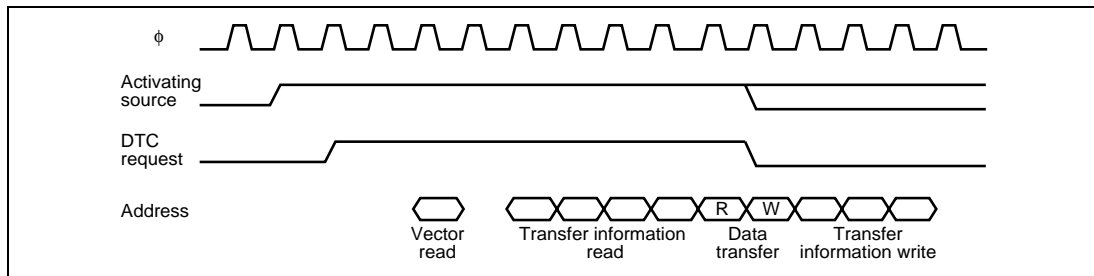 ϕ
Activating
source
DTC
request
Address
R W
Vector
read
Transfer information
read
Data
transfer
Transfer
information write